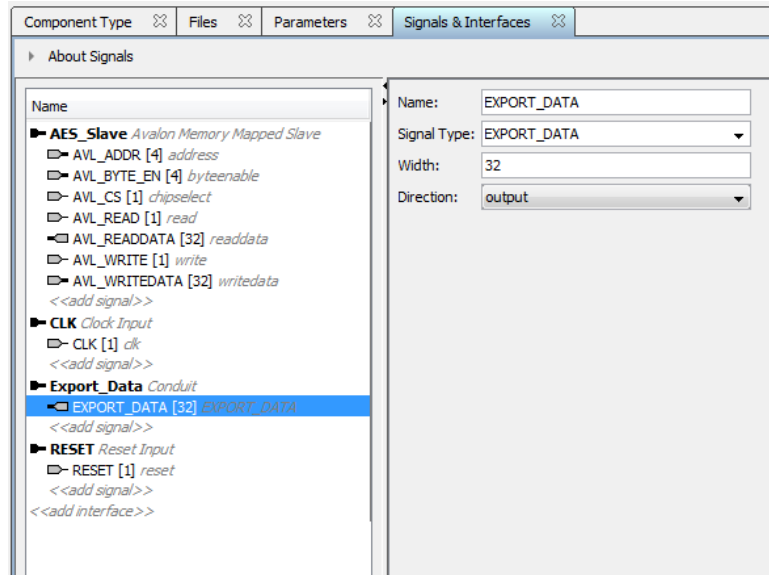 Component Type Files Parameters Signals & Interfaces
About Signals
Name
AES_Slave Avalon Memory Mapped Slave
AVL_ADDR [4] address
AVL_BYTE_EN [4] byteenable
AVL_CS [1] chipselect
AVL_READ [1] read
AVL_READDATA [32] readdata
AVL_WRITE [1] write
AVL_WRITEDATA [32] writedata
<<add signal>>
CLK Clock Input
CLK [1] clk
<<add signal>>
Export_Data Conduit
EXPORT_DATA [32] EXPORT_DATA
<<add signal>>
RESET Reset Input
RESET [1] reset
<<add signal>>
<<add interface>>
Name: EXPORT_DATA
Signal Type: EXPORT_DATA
Width: 32
Direction: output